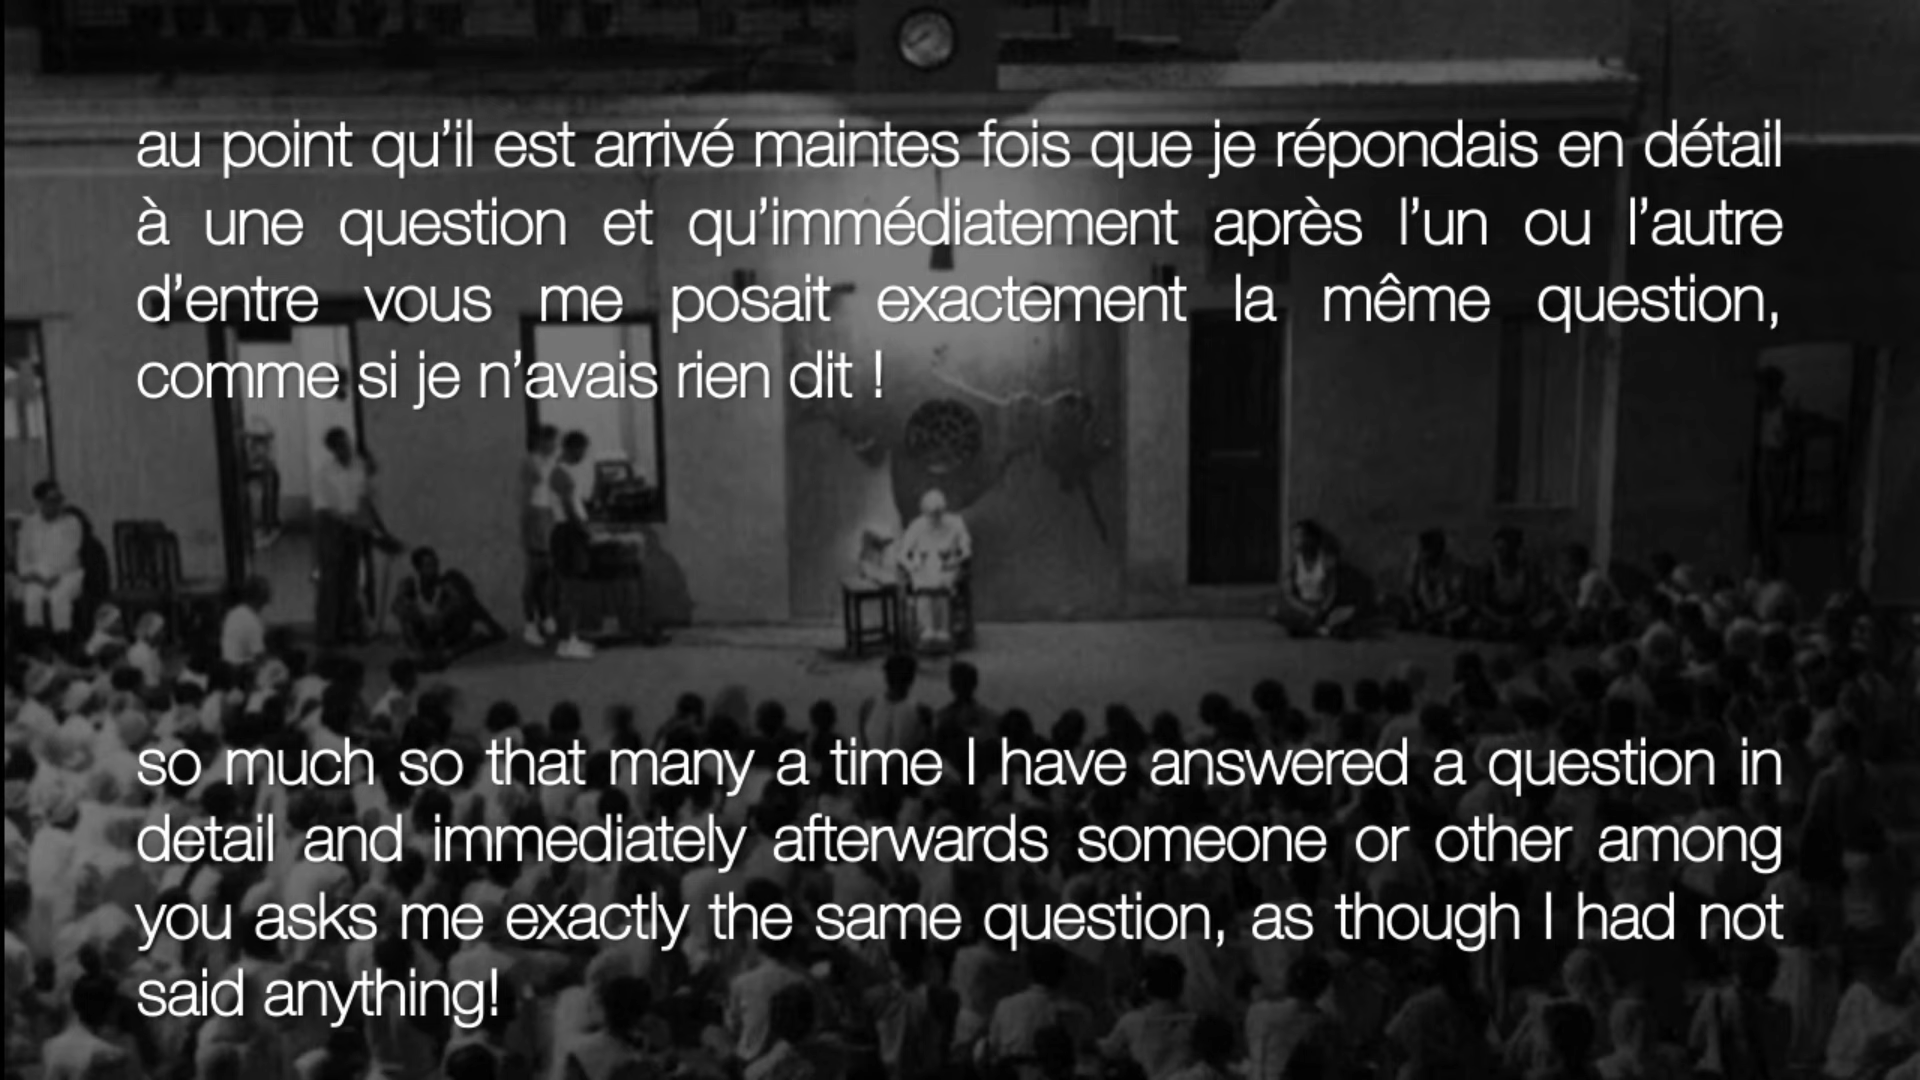 au point qu’il est arrivé maintes fois que je répondais en détail
à une question et qu’immédiatement après l’un ou l’autre
d’entre vous me posait exactement la même question,
comme si je n’avais rien dit !
so much so that many a time I have answered a question in
detail and immediately afterwards someone or other among
you asks me exactly the same question, as though I had not
said anything!